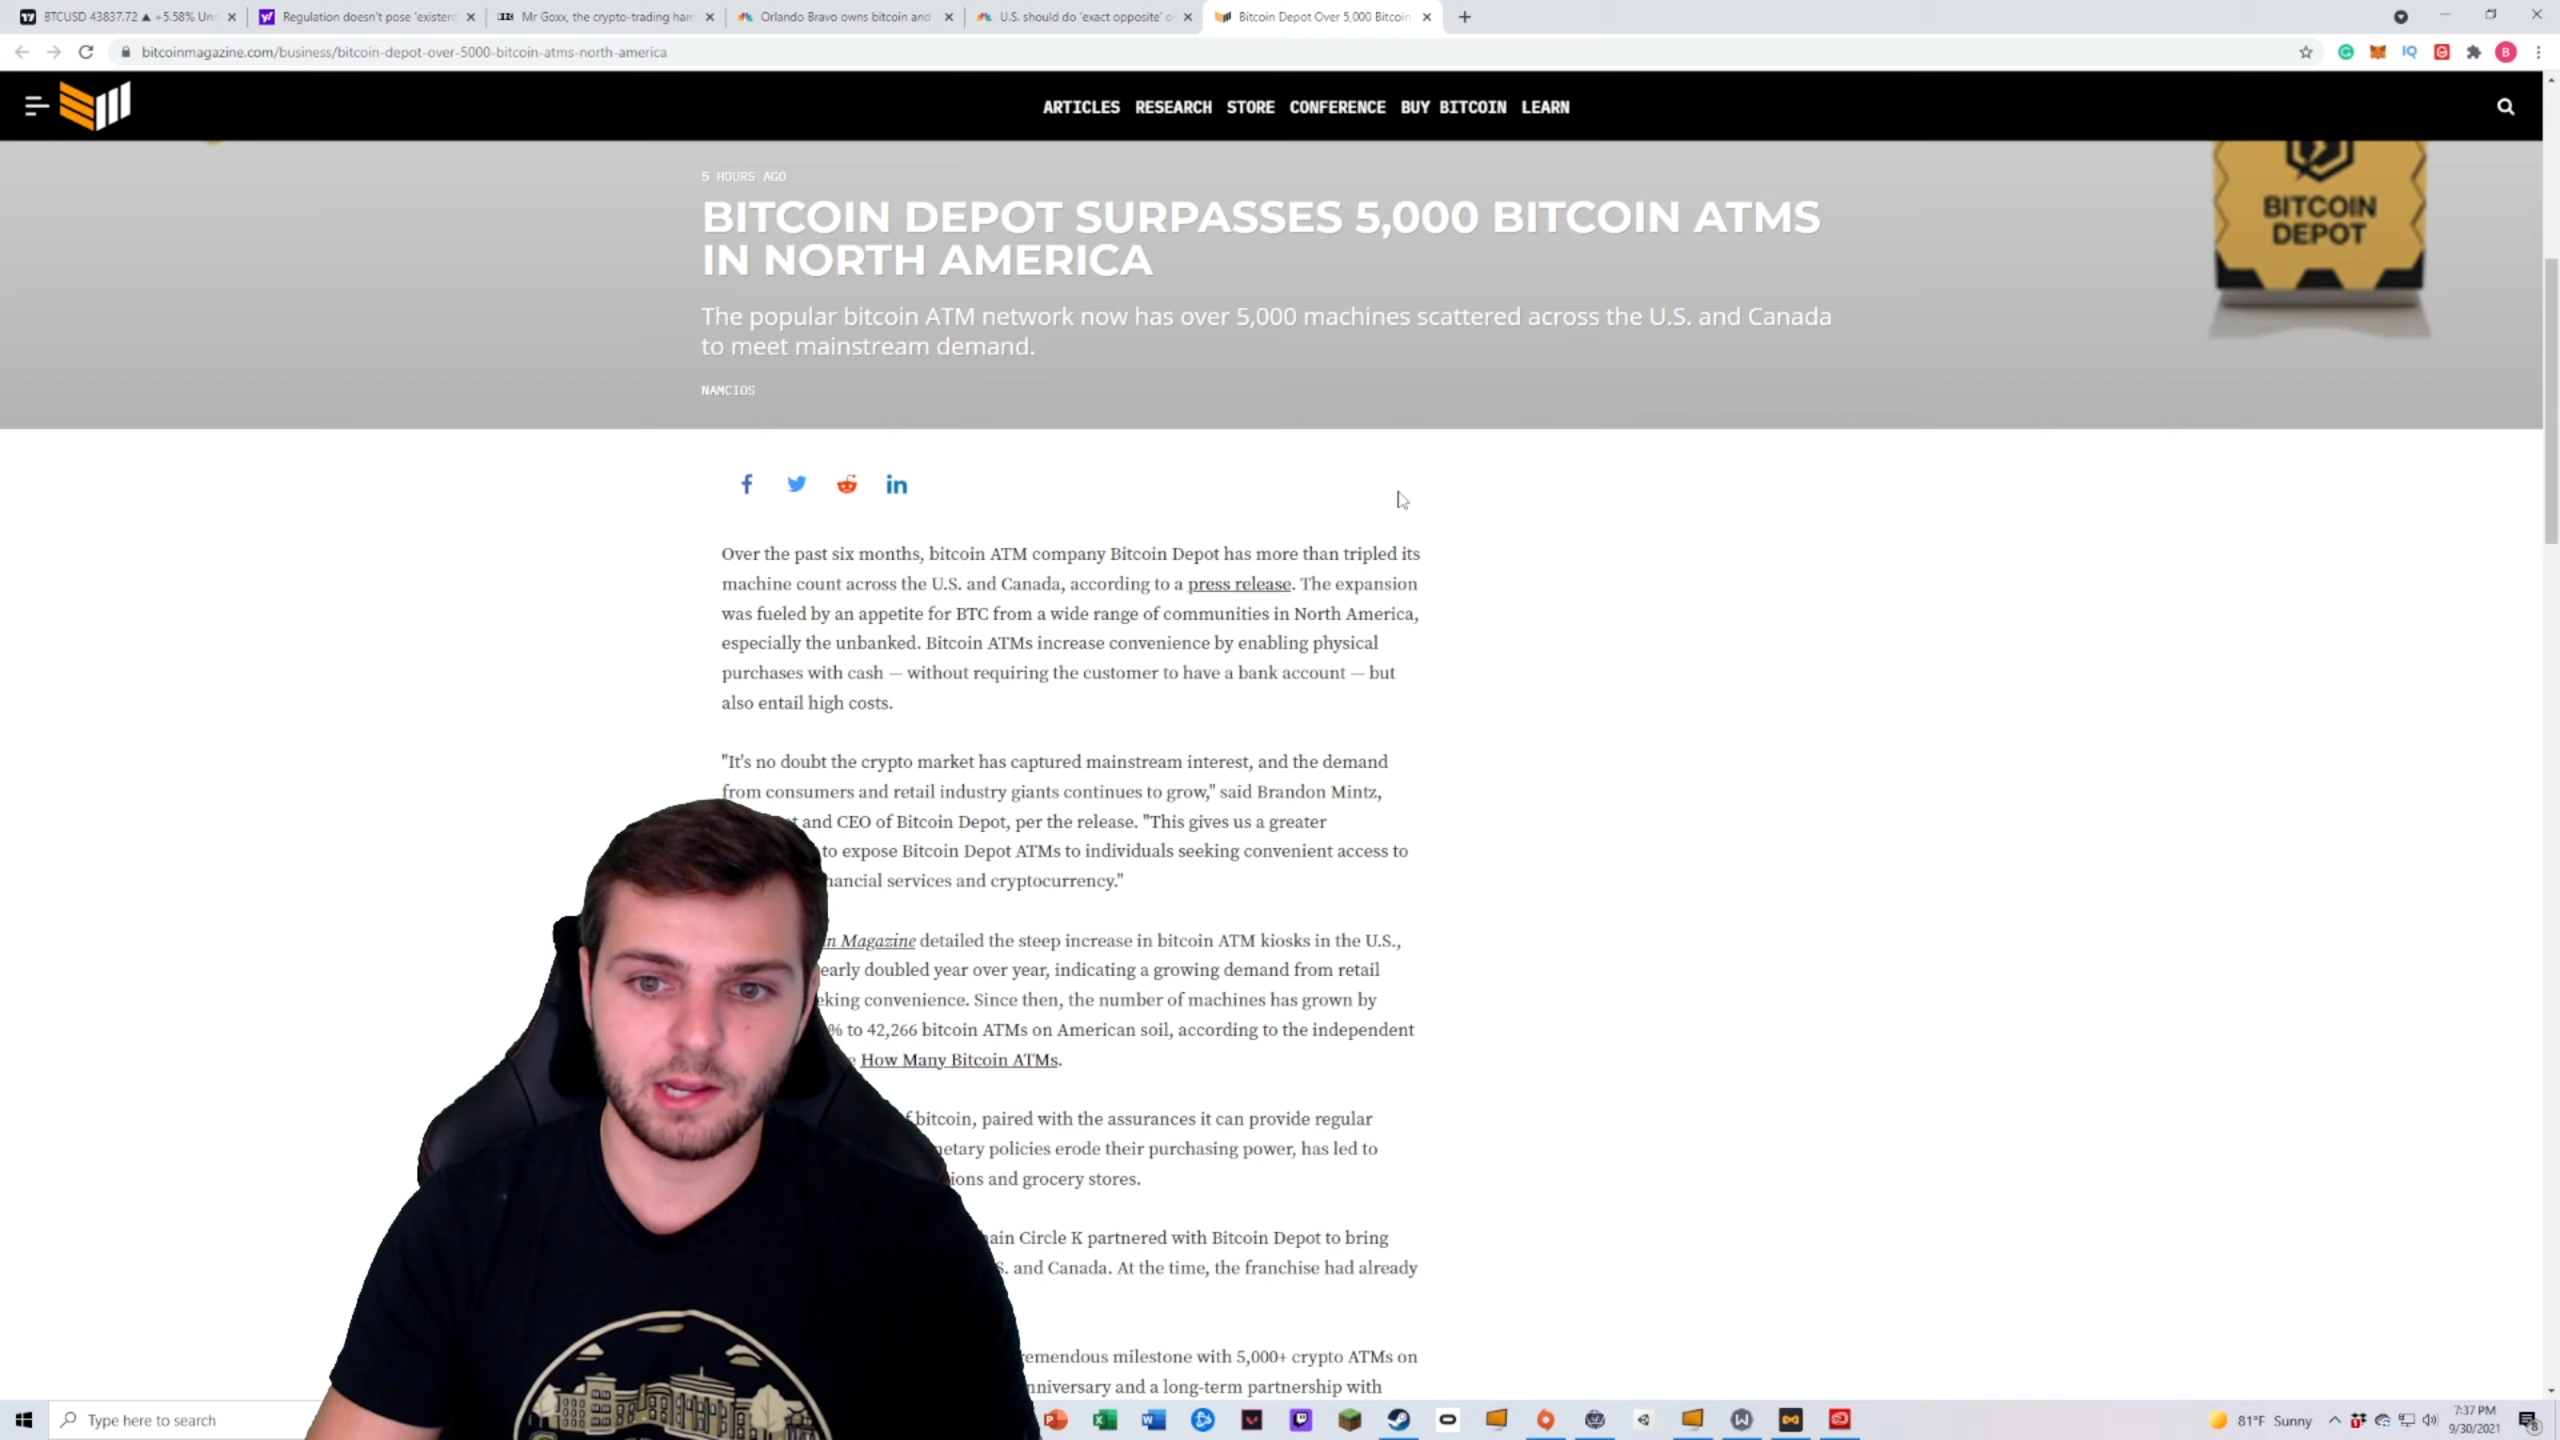 BTCUSD 43837.72 ▲ +5.58% Un
Regulation doesn't pose 'existent
Mr Goxx, the crypto-trading ham
Orlando Bravo owns bitcoin and
U.S. should do 'exact opposite' o
Bitcoin Depot Over 5,000 Bitcoin
bitcoinmagazine.com/business/bitcoin-depot-over-5000-bitcoin-atms-north-america
ARTICLES RESEARCH STORE CONFERENCE BUY BITCOIN LEARN
5 HOURS AGO
BITCOIN DEPOT SURPASSES 5,000 BITCOIN ATMS
IN NORTH AMERICA
The popular bitcoin ATM network now has over 5,000 machines scattered across the U.S. and Canada
to meet mainstream demand.
NAMCIOS
BITCOIN
DEPOT
Over the past six months, bitcoin ATM company Bitcoin Depot has more than tripled its
machine count across the U.S. and Canada, according to a press release. The expansion
was fueled by an appetite for BTC from a wide range of communities in North America,
especially the unbanked. Bitcoin ATMs increase convenience by enabling physical
purchases with cash — without requiring the customer to have a bank account — but
also entail high costs.
"It's no doubt the crypto market has captured mainstream interest, and the demand
from consumers and retail industry giants continues to grow," said Brandon Mintz,
t and CEO of Bitcoin Depot, per the release. "This gives us a greater
to expose Bitcoin Depot ATMs to individuals seeking convenient access to
nancial services and cryptocurrency."
n Magazine detailed the steep increase in bitcoin ATM kiosks in the U.S.,
early doubled year over year, indicating a growing demand from retail
eking convenience. Since then, the number of machines has grown by
% to 42,266 bitcoin ATMs on American soil, according to the independent
e How Many Bitcoin ATMs.
f bitcoin, paired with the assurances it can provide regular
netary policies erode their purchasing power, has led to
ions and grocery stores.
ain Circle K partnered with Bitcoin Depot to bring
S. and Canada. At the time, the franchise had already
remendous milestone with 5,000+ crypto ATMs on
nniversary and a long-term partnership with
Type here to search
81°F Sunny
7:37 PM
9/30/2021